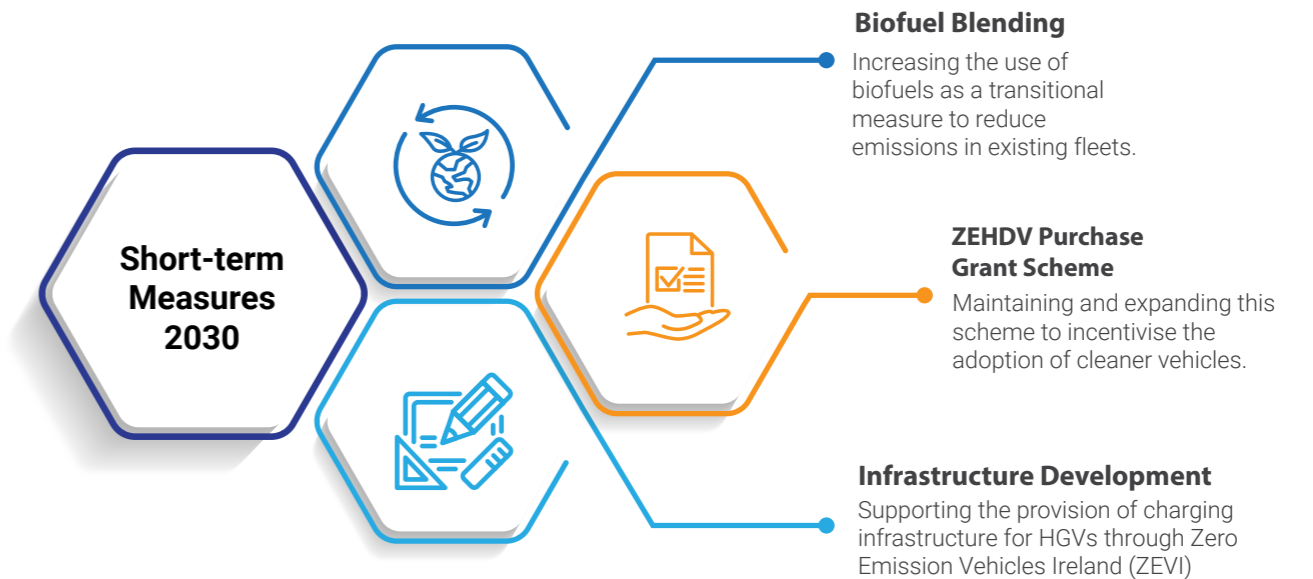 Short-term
Measures
2030
Biofuel Blending
Increasing the use of
biofuels as a transitional
measure to reduce
emissions in existing fleets.
ZEHDV Purchase
Grant Scheme
Maintaining and expanding this
scheme to incentivise the
adoption of cleaner vehicles.
Infrastructure Development
Supporting the provision of charging
infrastructure for HGVs through Zero
Emission Vehicles Ireland (ZEVI)